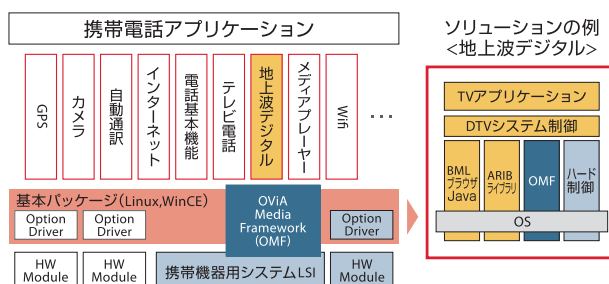 携帯電話アプリケーション
GPS
カメラ
自動通訳
インターネット
電話基本機能
テレビ電話
地上波デジタル
メディアプレーヤー
Wifi
…
基本パッケージ(Linux,WinCE)
Option
Driver
Option
Driver
OViA
Media
Framework
(OMF)
Option
Driver
HW
Module
HW
Module
携帯機器用システムLSI
HW
Module
ソリューションの例
<地上波デジタル>
TVアプリケーション
DTVシステム制御
BML
ブラウザ
Java
ARIB
ライブラリ
OMF
ハード
制御
OS